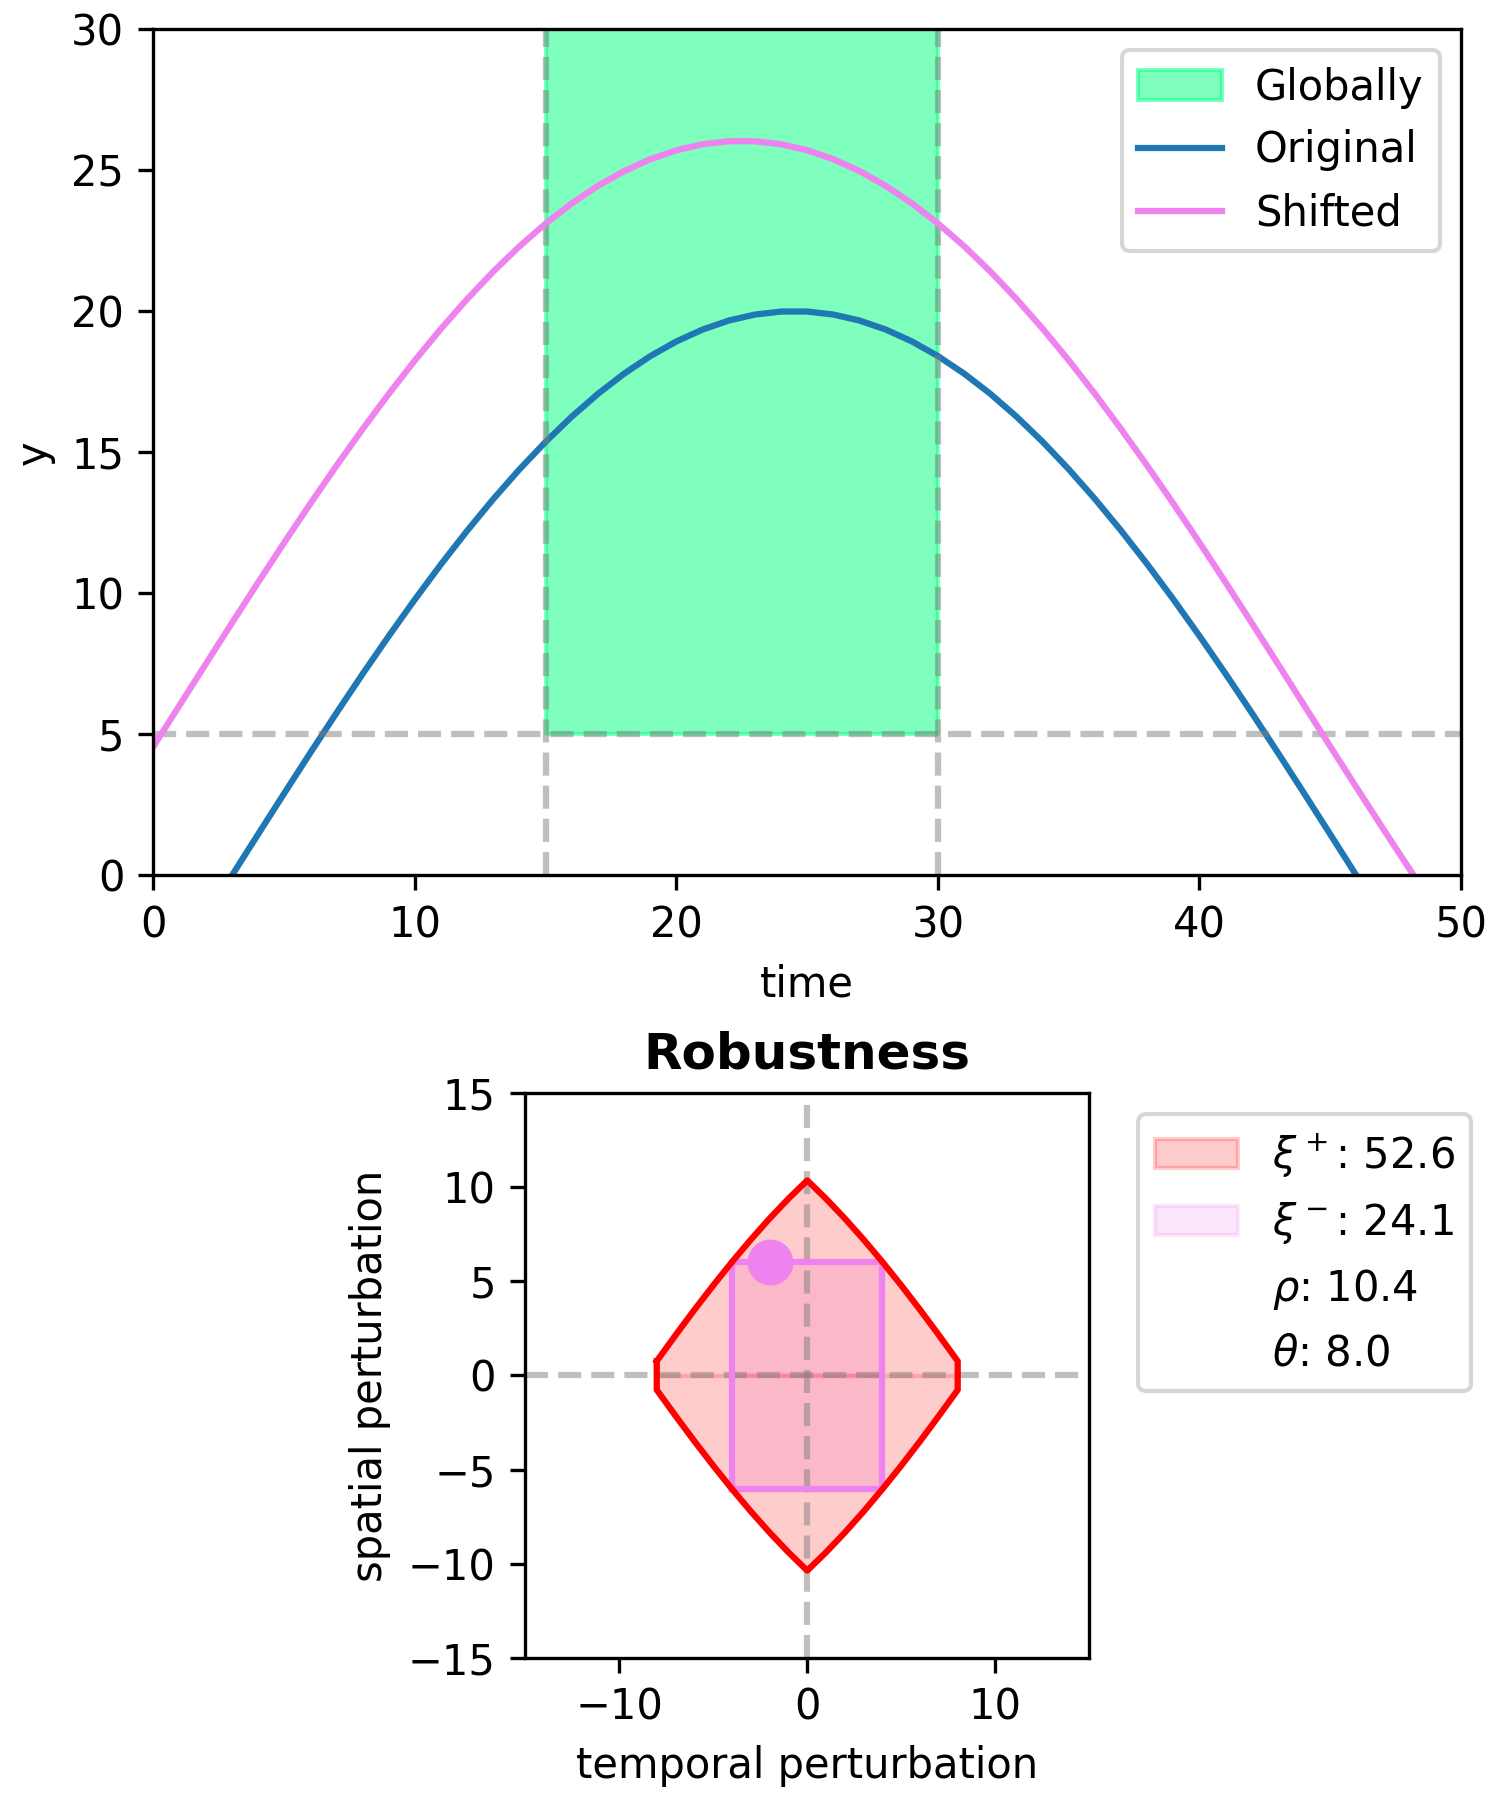 30
25
20
15
10
5
0
y
0 10 20 30 40 50
time
Globally
Original
Shifted
Robustness
15
10
5
0
−5
−10
−15
spatial perturbation
−10 0 10
temporal perturbation
ξ⁺: 52.6
ξ⁻: 24.1
ρ: 10.4
θ: 8.0